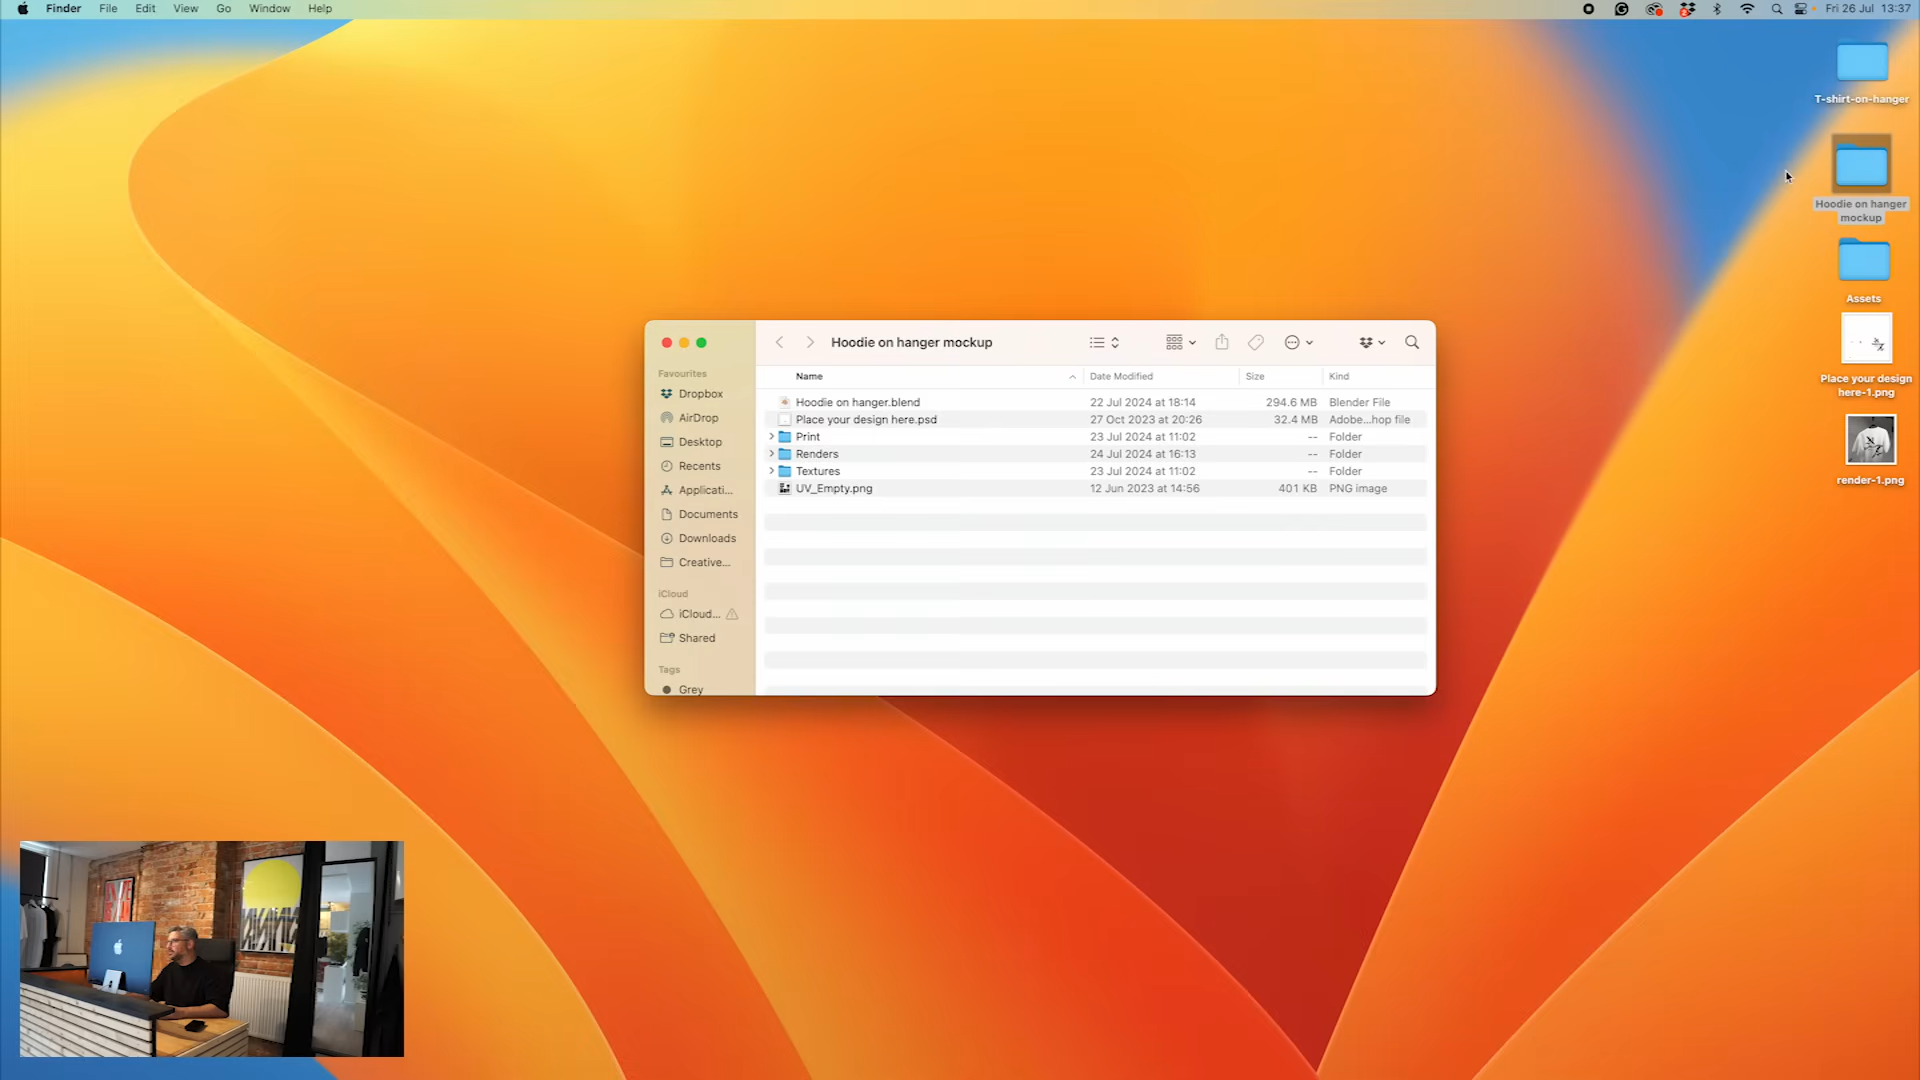 Finder File Edit View Go Window Help
Fri 26 Jul 13:37
T-shirt-on-hanger
Hoodie on hanger
mockup
Assets
Place your design
here-1.png
render-1.png
Hoodie on hanger mockup
Favourites
Dropbox
AirDrop
Desktop
Recents
Applicati...
Documents
Downloads
Creative...
iCloud
iCloud...
Shared
Tags
Grey
Name Date Modified Size Kind
Hoodie on hanger.blend 22 Jul 2024 at 18:14 294.6 MB Blender File
Place your design here.psd 27 Oct 2023 at 20:26 32.4 MB Adobe...hop file
Print 23 Jul 2024 at 11:02 -- Folder
Renders 24 Jul 2024 at 16:13 -- Folder
Textures 23 Jul 2024 at 11:02 -- Folder
UV_Empty.png 12 Jun 2023 at 14:56 401 KB PNG image